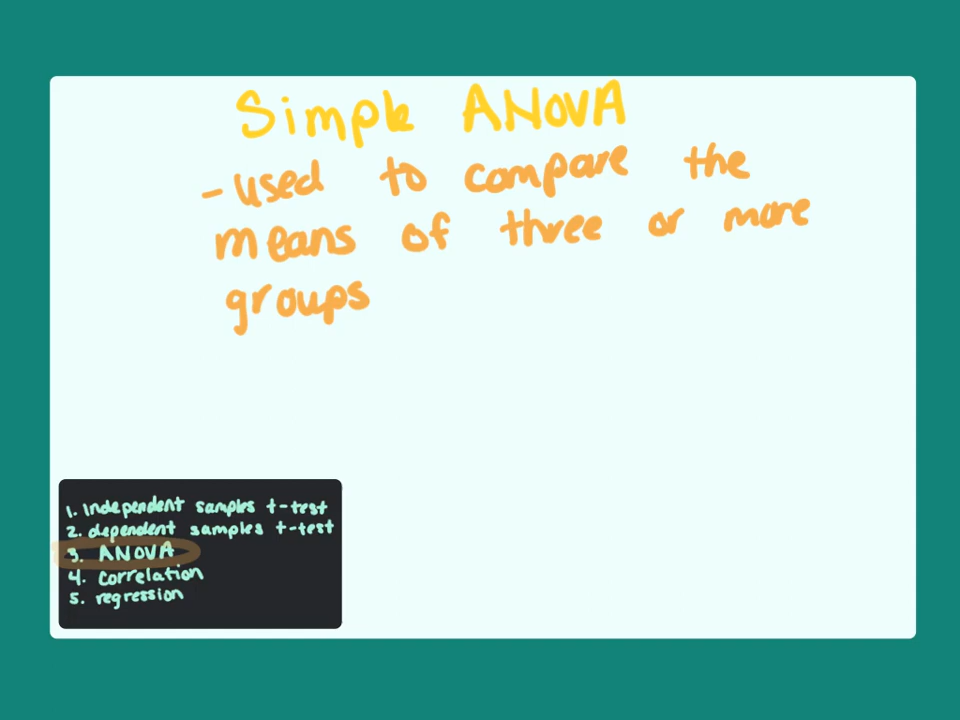 Simple ANOVA
- used to compare the
means of three or more
groups
1. independent samples t-test
2. dependent samples t-test
3. ANOVA
4. correlation
5. regression